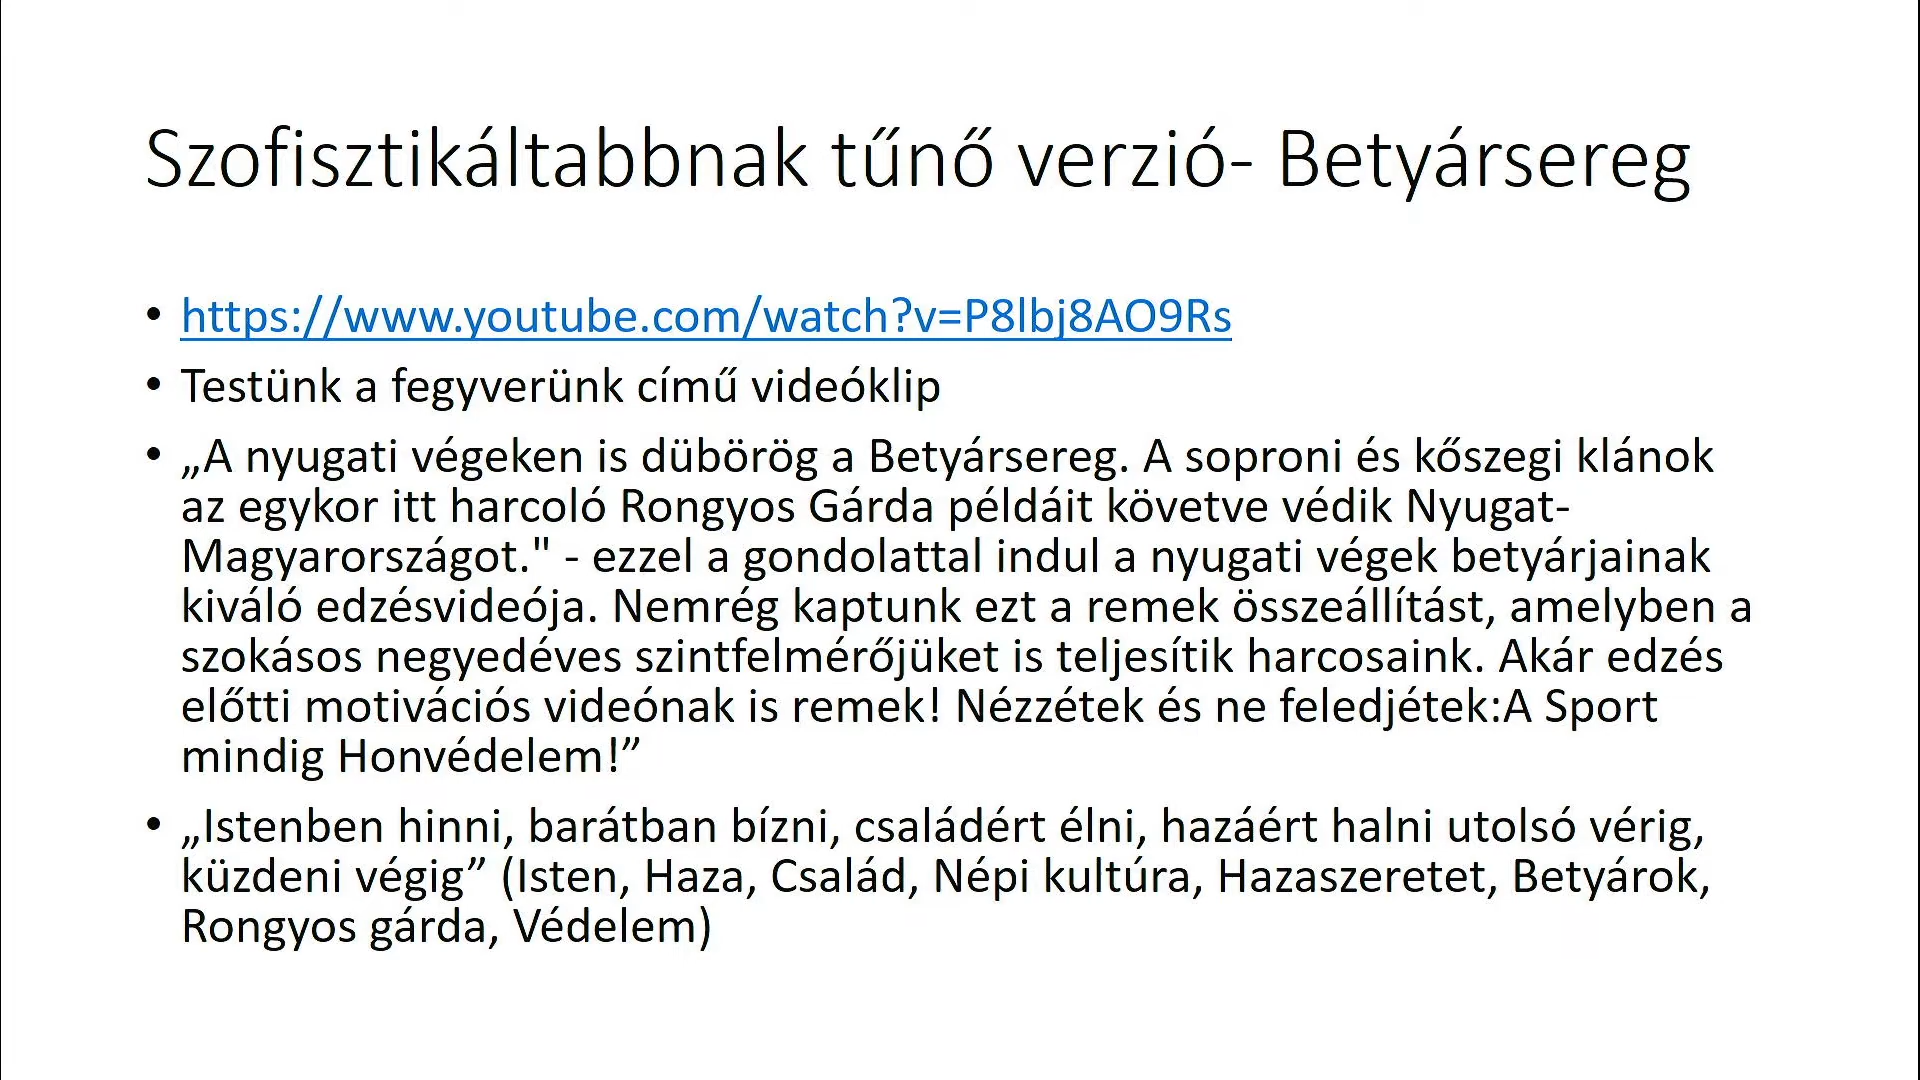 Szofisztikáltabbnak tűnő verzió- Betyársereg
• https://www.youtube.com/watch?v=P8lbj8AO9Rs
• Testünk a fegyverünk című videóklip
• „A nyugati végeken is dübörög a Betyársereg. A soproni és kőszegi klánok
az egykor itt harcoló Rongyos Gárda példáit követve védik Nyugat-
Magyarországot." - ezzel a gondolattal indul a nyugati végek betyárjainak
kiváló edzésvideója. Nemrég kaptunk ezt a remek összeállítást, amelyben a
szokásos negyedéves szintfelmérőjüket is teljesítik harcosaink. Akár edzés
előtti motivációs videónak is remek! Nézzétek és ne feledjétek:A Sport
mindig Honvédelem!”
• „Istenben hinni, barátban bízni, családért élni, hazáért halni utolsó vérig,
küzdeni végig” (Isten, Haza, Család, Népi kultúra, Hazaszeretet, Betyárok,
Rongyos gárda, Védelem)